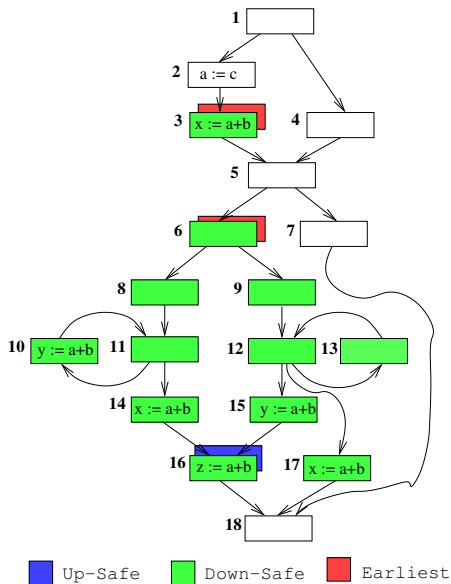 1
2 a := c
3 x := a+b 4
5
6 7
8 9
10 y := a+b 11 12 13
14 x := a+b 15 y := a+b
16 z := a+b 17 x := a+b
18
Up-Safe Down-Safe Earliest